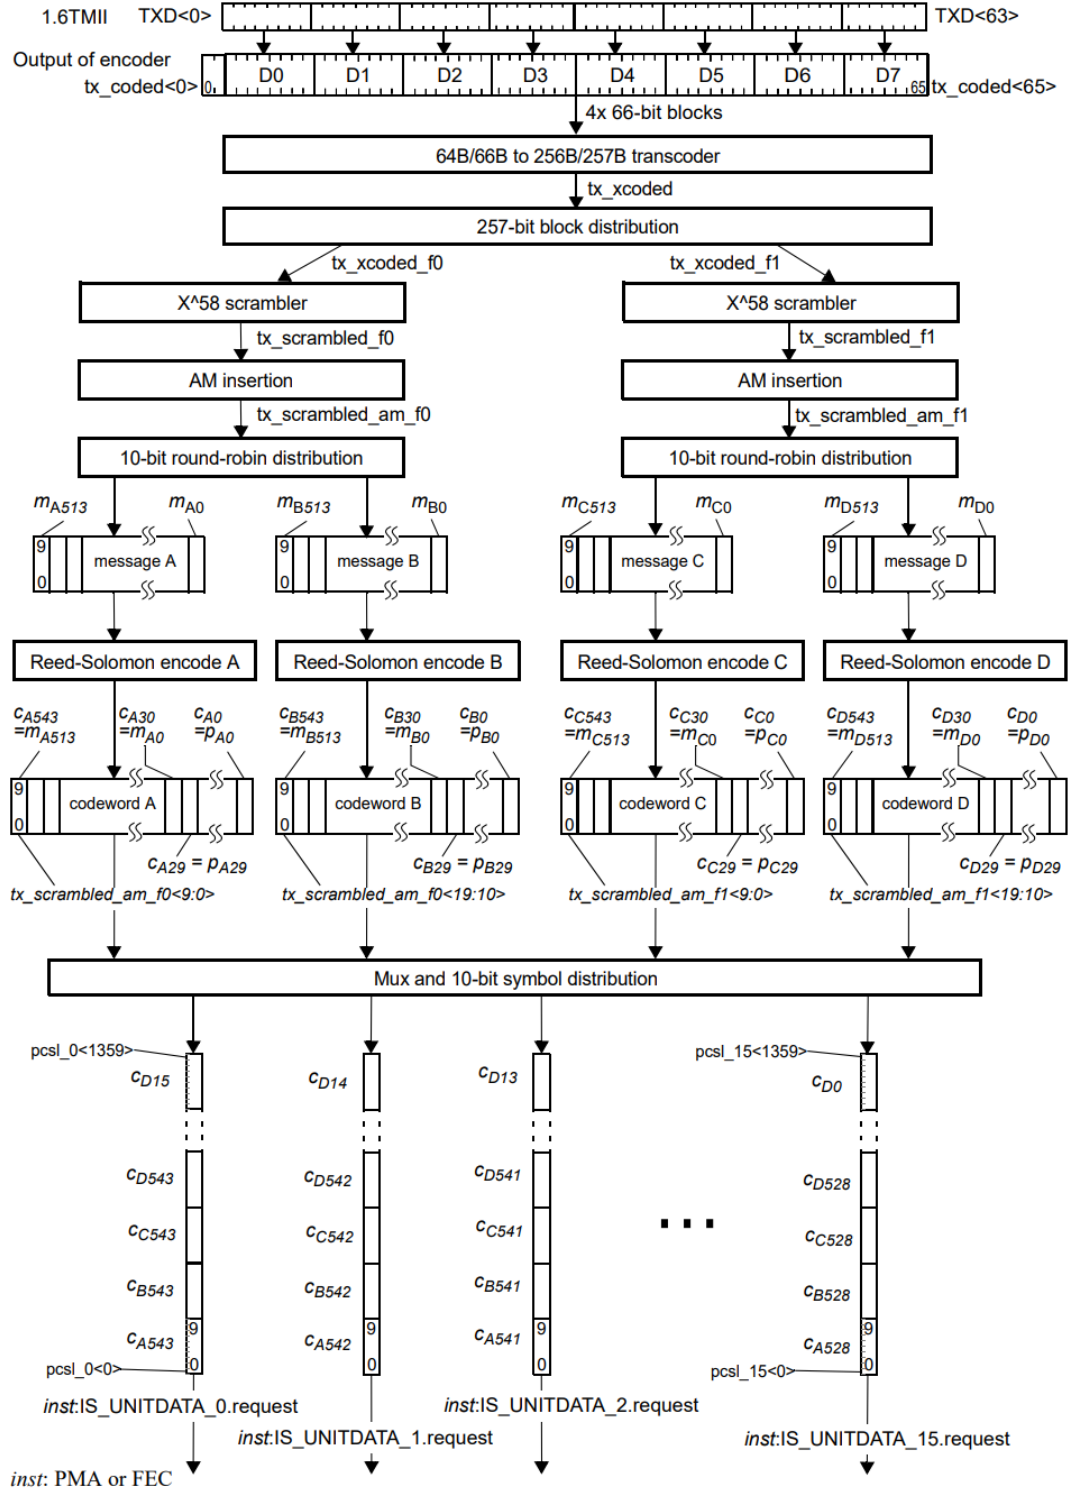 1.6TMII TXD<0> TXD<63>
Output of encoder
tx_coded<0> 0 D0 D1 D2 D3 D4 D5 D6 D7 65 tx_coded<65>
4x 66-bit blocks
64B/66B to 256B/257B transcoder
tx_xcoded
257-bit block distribution
tx_xcoded_f0 tx_xcoded_f1
X^58 scrambler X^58 scrambler
tx_scrambled_f0 tx_scrambled_f1
AM insertion AM insertion
tx_scrambled_am_f0 tx_scrambled_am_f1
10-bit round-robin distribution 10-bit round-robin distribution
mA513 mA0 mB513 mB0 mC513 mC0 mD513 mD0
9 9 9 9
message A message B message C message D
0 0 0 0
Reed-Solomon encode A Reed-Solomon encode B Reed-Solomon encode C Reed-Solomon encode D
cA543 cA30 cA0 cB543 cB30 cB0 cC543 cC30 cC0 cD543 cD30 cD0
=mA513 =mA0 =pA0 =mB513 =mB0 =pB0 =mC513 =mC0 =pC0 =mD513 =mD0 =pD0
9 9 9 9
codeword A codeword B codeword C codeword D
0 0 0 0
cA29 = pA29 cB29 = pB29 cC29 = pC29 cD29 = pD29
tx_scrambled_am_f0<9:0> tx_scrambled_am_f0<19:10> tx_scrambled_am_f1<9:0> tx_scrambled_am_f1<19:10>
Mux and 10-bit symbol distribution
pcsl_0<1359> pcsl_15<1359>
cD15 cD14 cD13 cD0
cD543 cD542 cD541 cD528
cC543 cC542 cC541 cC528
cB543 cB542 cB541 cB528
9 9 9 9
cA543 cA542 cA541 cA528
0 0 0 0
pcsl_0<0> pcsl_15<0>
inst:IS_UNITDATA_0.request inst:IS_UNITDATA_2.request
inst:IS_UNITDATA_1.request inst:IS_UNITDATA_15.request
inst: PMA or FEC